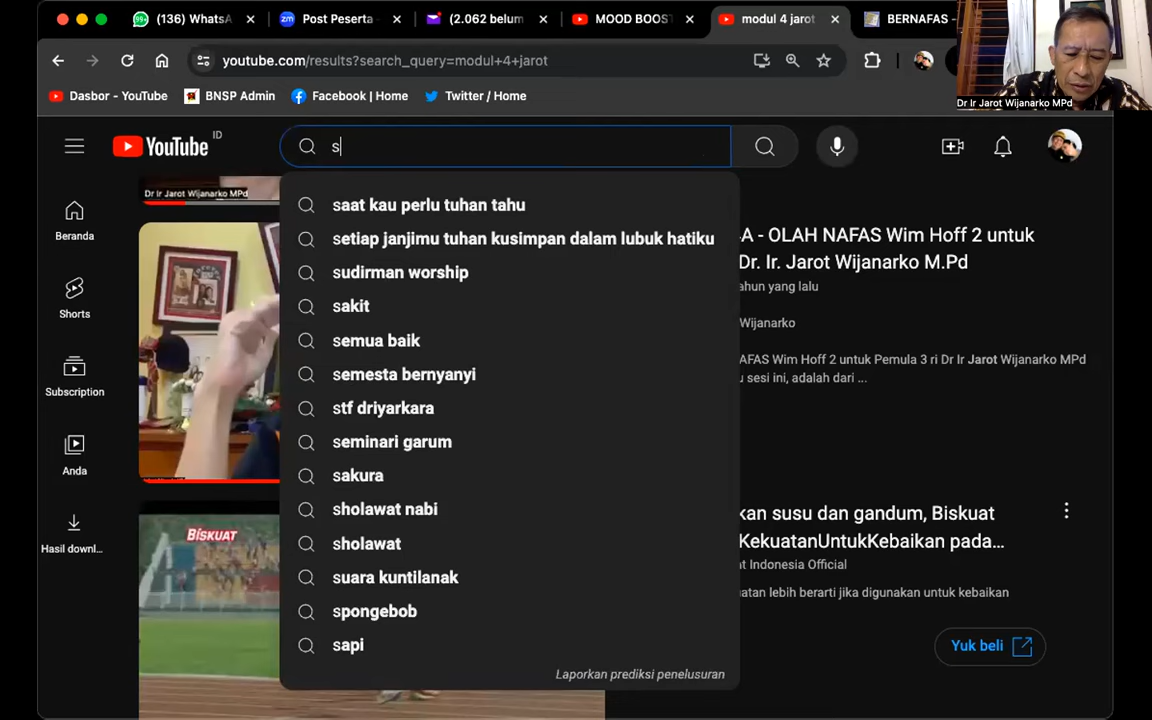 (136) WhatsA
Post Peserta
(2.062 belum
MOOD BOOS
modul 4 jarot
BERNAFAS -
youtube.com/results?search_query=modul+4+jarot
Dasbor - YouTube
BNSP Admin
Facebook | Home
Twitter / Home
Dr Ir Jarot Wijanarko MPd
YouTube ID
s
Dr Ir Jarot Wijanarko MPd
saat kau perlu tuhan tahu
setiap janjimu tuhan kusimpan dalam lubuk hatiku
sudirman worship
sakit
semua baik
semesta bernyanyi
stf driyarkara
seminari garum
sakura
sholawat nabi
sholawat
suara kuntilanak
spongebob
sapi
Laporkan prediksi penelusuran
Beranda
Shorts
Subscription
Anda
Hasil downl...
A - OLAH NAFAS Wim Hoff 2 untuk
Dr. Ir. Jarot Wijanarko M.Pd
ahun yang lalu
Wijanarko
AFAS Wim Hoff 2 untuk Pemula 3 ri Dr Ir Jarot Wijanarko MPd
u sesi ini, adalah dari ...
BISKUAT
kan susu dan gandum, Biskuat
KekuatanUntukKebaikan pada...
at Indonesia Official
uatan lebih berarti jika digunakan untuk kebaikan
Yuk beli